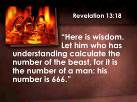 Revelation 13:18
"Here is wisdom.
Let him who has
understanding calculate the
number of the beast, for it is
the number of a man: his
number is 666."